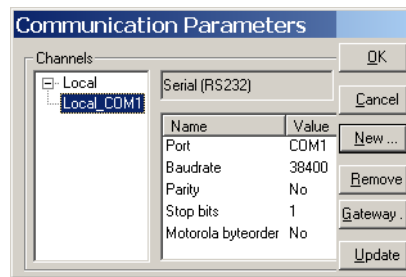 Communication Parameters
Channels
Local
Local_COM1
Serial (RS232)
Name Value
Port COM1
Baudrate 38400
Parity No
Stop bits 1
Motorola byteorder No
OK
Cancel
New ...
Remove
Gateway .
Update